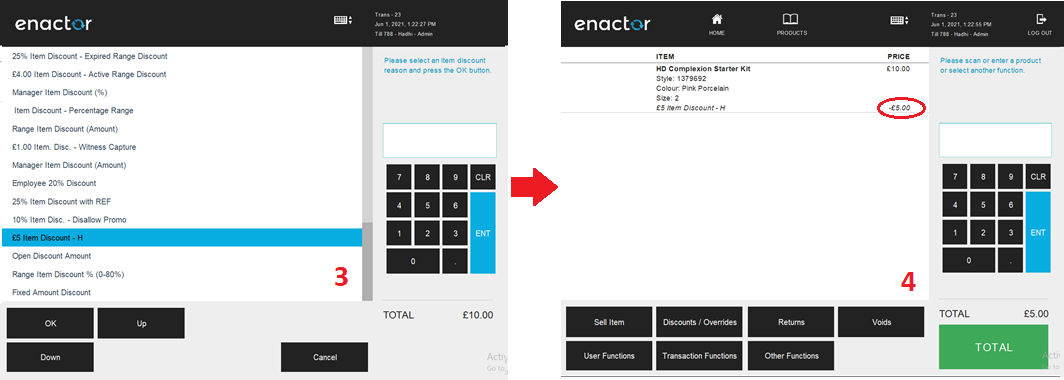 enactor
Trans - 23
Jun 1, 2021, 1:22:27 PM
Till 788 - Hadhi - Admin
25% Item Discount - Expired Range Discount
£4.00 Item Discount - Active Range Discount
Manager Item Discount (%)
Item Discount - Percentage Range
Range Item Discount (Amount)
£1.00 Item. Disc. - Witness Capture
Manager Item Discount (Amount)
Employee 20% Discount
25% Item Discount with REF
10% Item Disc. - Disallow Promo
£5 Item Discount - H
Open Discount Amount
Range Item Discount % (0-80%)
Fixed Amount Discount
3
Please select an item discount
reason and press the OK button.
7 8 9 CLR
4 5 6
1 2 3 ENT
0 .
TOTAL £10.00
OK Up
Down Cancel
Activ
Go to
enactor
HOME
PRODUCTS
Trans - 23
Jun 1, 2021, 1:22:55 PM
Till 788 - Hadhi - Admin
LOG OUT
ITEM PRICE
HD Complexion Starter Kit £10.00
Style: 1379692
Colour: Pink Porcelain
Size: 2
£5 Item Discount - H -£5.00
4
Please scan or enter a product
or select another function.
7 8 9 CLR
4 5 6
1 2 3 ENT
0 .
TOTAL £5.00
Sell Item Discounts / Overrides Returns Voids
User Functions Transaction Functions Other Functions
TOTAL
Activ
Go to